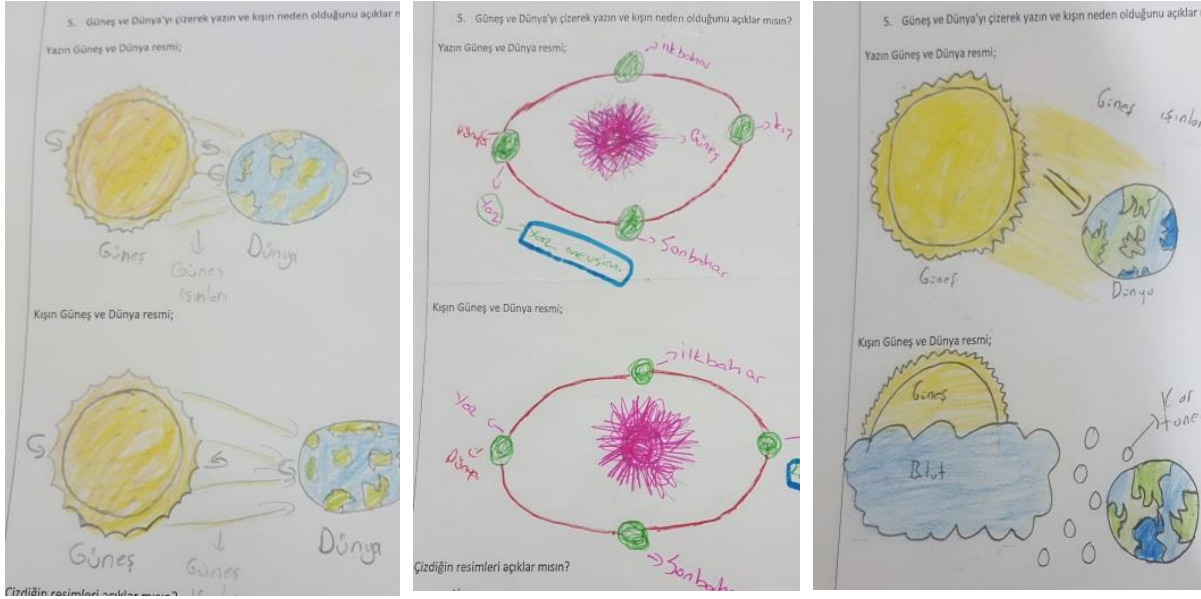 5. Güneş ve Dünya'yı çizerek yazın ve kışın neden olduğunu açıklar
Yazın Güneş ve Dünya resmi;
Güneş
Güneş
Işınları
Dünya
Kışın Güneş ve Dünya resmi;
Güneş
Güneş
Dünya
Çizdiğin resimleri açıklar mısın?
5. Güneş ve Dünya'yı çizerek yazın ve kışın neden olduğunu açıklar mısın?
Yazın Güneş ve Dünya resmi;
ilkbahar
Dünya
Güneş
kış
Yaz
Yaz mevsimi
Sonbahar
Kışın Güneş ve Dünya resmi;
ilkbahar
Yaz
Dünya
Sonbahar
Çizdiğin resimleri açıklar mısın?
5. Güneş ve Dünya'yı çizerek yazın ve kışın neden olduğunu açıklar
Yazın Güneş ve Dünya resmi;
Güneş ışınlar
Güneş
Dünya
Kışın Güneş ve Dünya resmi;
Güneş
Blut
Kar
tane